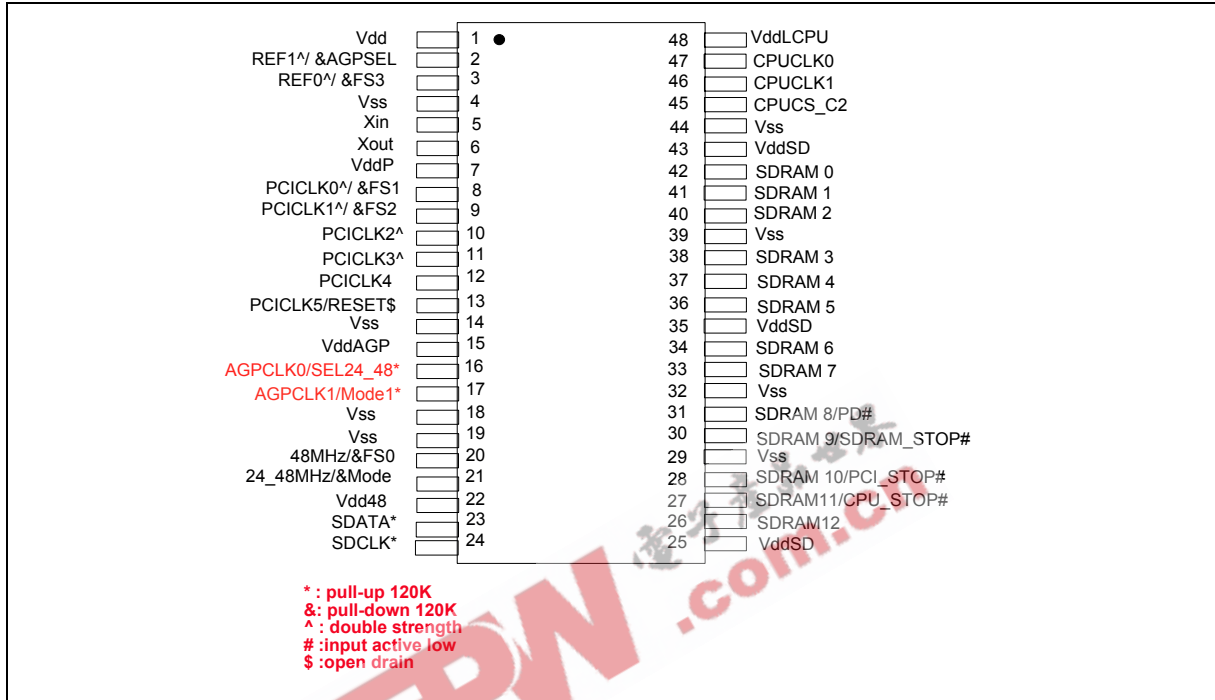 Vdd 1 48 VddLCPU
REF1^/ &AGPSEL 2 47 CPUCLK0
REF0^/ &FS3 3 46 CPUCLK1
Vss 4 45 CPUCS_C2
Xin 5 44 Vss
Xout 6 43 VddSD
VddP 7 42 SDRAM 0
PCICLK0^/ &FS1 8 41 SDRAM 1
PCICLK1^/ &FS2 9 40 SDRAM 2
PCICLK2^ 10 39 Vss
PCICLK3^ 11 38 SDRAM 3
PCICLK4 12 37 SDRAM 4
PCICLK5/RESET$ 13 36 SDRAM 5
Vss 14 35 VddSD
VddAGP 15 34 SDRAM 6
AGPCLK0/SEL24_48* 16 33 SDRAM 7
AGPCLK1/Mode1* 17 32 Vss
Vss 18 31 SDRAM 8/PD#
Vss 19 30 SDRAM 9/SDRAM_STOP#
48MHz/&FS0 20 29 Vss
24_48MHz/&Mode 21 28 SDRAM 10/PCI_STOP#
Vdd48 22 27 SDRAM11/CPU_STOP#
SDATA* 23 26 SDRAM12
SDCLK* 24 25 VddSD
* : pull-up 120K
&: pull-down 120K
^ : double strength
# :input active low
$ :open drain
電子產品世界
.com.cn